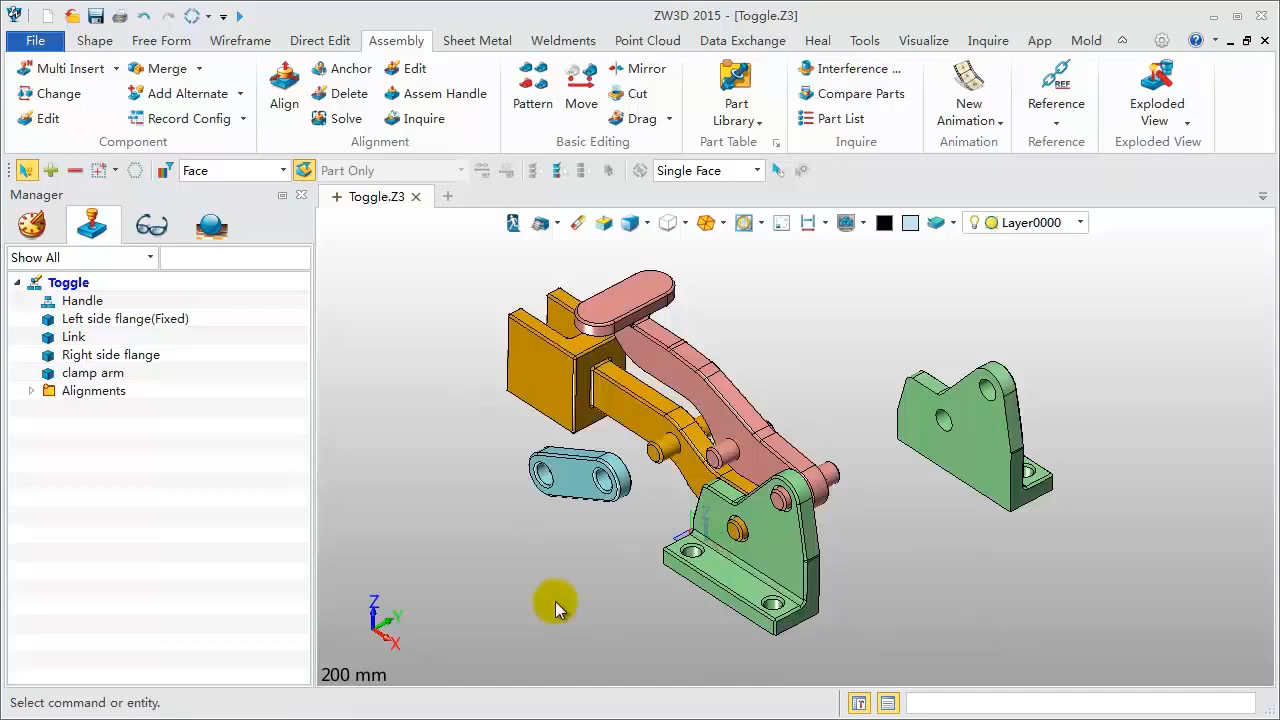 ZW3D 2015 - [Toggle.Z3]
File Shape Free Form Wireframe Direct Edit Assembly Sheet Metal Weldments Point Cloud Data Exchange Heal Tools Visualize Inquire App Mold
Multi Insert Merge
Change Add Alternate
Edit Record Config
Component
Align
Anchor Edit
Delete Assem Handle
Solve Inquire
Alignment
Pattern Move
Mirror
Cut
Drag
Basic Editing
Part Library
Part Table
Interference ...
Compare Parts
Part List
Inquire
New Animation
Animation
REF
Reference
Reference
Exploded View
Exploded View
Face Part Only Single Face
Manager
Toggle.Z3
Layer0000
Show All
Toggle
Handle
Left side flange(Fixed)
Link
Right side flange
clamp arm
Alignments
Z
Y
X
200 mm
Select command or entity.